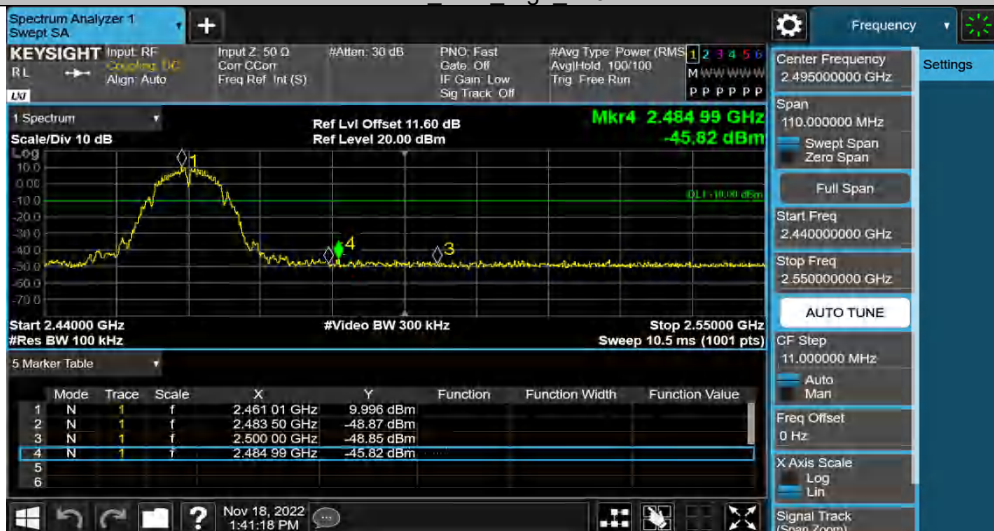 Spectrum Analyzer 1
Swept SA
+
Frequency
KEYSIGHT
RL
Input: RF
Coupling: DC
Align: Auto
Input Z: 50 Ω
Corr CCorr
Freq Ref: Int (S)
#Atten: 30 dB
PNO: Fast
Gate: Off
IF Gain: Low
Sig Track: Off
#Avg Type: Power (RMS
Avg|Hold: 100/100
Trig: Free Run
1 2 3 4 5 6
M W W W W W
P P P P P P
LXI
1 Spectrum
Scale/Div 10 dB
Ref Lvl Offset 11.60 dB
Ref Level 20.00 dBm
Mkr4 2.484 99 GHz
-45.82 dBm
Log
10.0
0.00
-10.0
-20.0
-30.0
-40.0
-50.0
-60.0
-70.0
1
4
3
DL1 -10.00 dBm
Start 2.44000 GHz
#Video BW 300 kHz
Stop 2.55000 GHz
#Res BW 100 kHz
Sweep 10.5 ms (1001 pts)
5 Marker Table
Mode Trace Scale X Y Function Function Width Function Value
1 N 1 f 2.461 01 GHz 9.996 dBm
2 N 1 f 2.483 50 GHz -48.87 dBm
3 N 1 f 2.500 00 GHz -48.85 dBm
4 N 1 f 2.484 99 GHz -45.82 dBm
5
6
?
Nov 18, 2022
1:41:18 PM
Center Frequency
2.495000000 GHz
Settings
Span
110.000000 MHz
Swept Span
Zero Span
Full Span
Start Freq
2.440000000 GHz
Stop Freq
2.550000000 GHz
AUTO TUNE
CF Step
11.000000 MHz
Auto
Man
Freq Offset
0 Hz
X Axis Scale
Log
Lin
Signal Track
(Span Zoom)